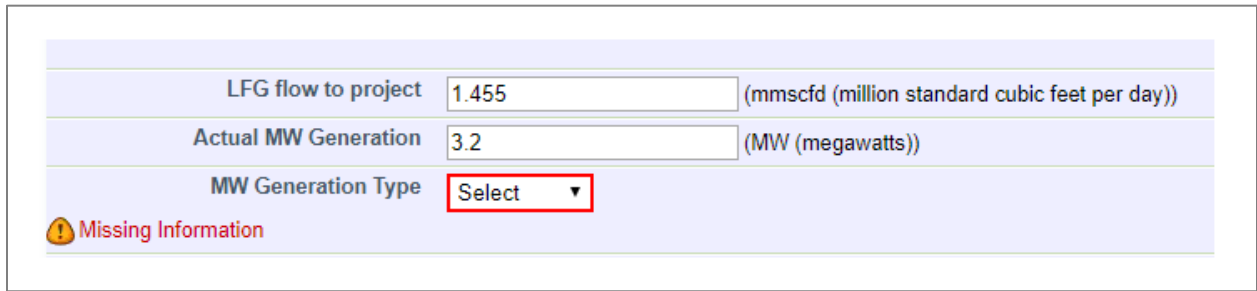 LFG flow to project 1.455 (mmscfd (million standard cubic feet per day))
Actual MW Generation 3.2 (MW (megawatts))
MW Generation Type Select
Missing Information